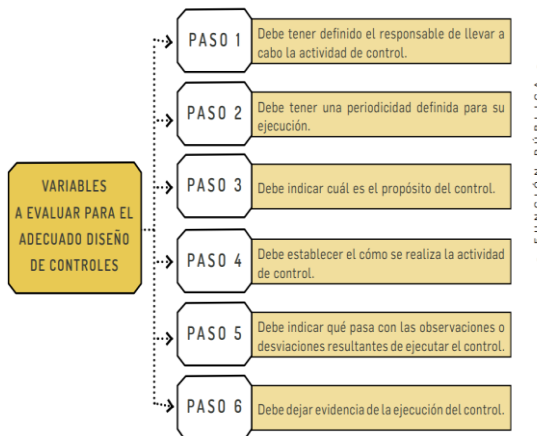 VARIABLES
A EVALUAR PARA EL
ADECUADO DISEÑO
DE CONTROLES
PASO 1
Debe tener definido el responsable de llevar a
cabo la actividad de control.
PASO 2
Debe tener una periodicidad definida para su
ejecución.
PASO 3
Debe indicar cuál es el propósito del control.
PASO 4
Debe establecer el cómo se realiza la actividad
de control.
PASO 5
Debe indicar qué pasa con las observaciones o
desviaciones resultantes de ejecutar el control.
PASO 6
Debe dejar evidencia de la ejecución del control.
FUNCIÓN PÚBLICA